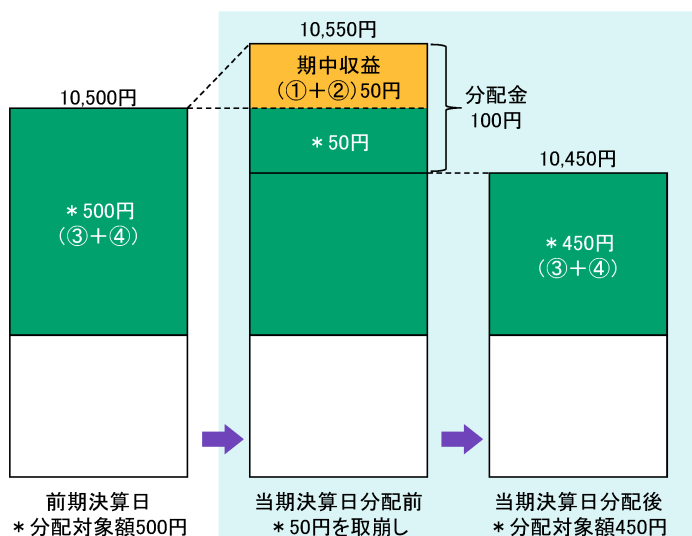 10,500円
＊500円
(③＋④)
前期決算日
＊分配対象額500円
10,550円
期中収益
(①＋②)50円
＊50円
分配金
100円
当期決算日分配前
＊50円を取崩し
10,450円
＊450円
(③＋④)
当期決算日分配後
＊分配対象額450円